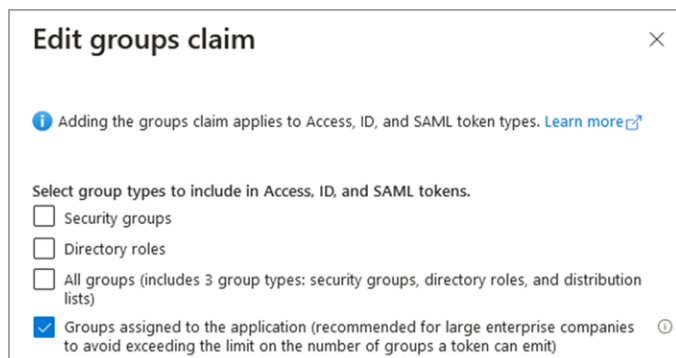 Edit groups claim
Adding the groups claim applies to Access, ID, and SAML token types. Learn more
Select group types to include in Access, ID, and SAML tokens.
Security groups
Directory roles
All groups (includes 3 group types: security groups, directory roles, and distribution
lists)
Groups assigned to the application (recommended for large enterprise companies
to avoid exceeding the limit on the number of groups a token can emit)